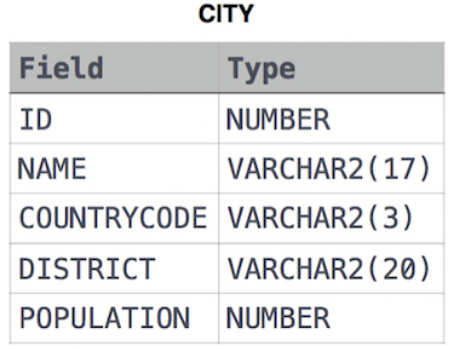 CITY
Field Type
ID NUMBER
NAME VARCHAR2(17)
COUNTRYCODE VARCHAR2(3)
DISTRICT VARCHAR2(20)
POPULATION NUMBER